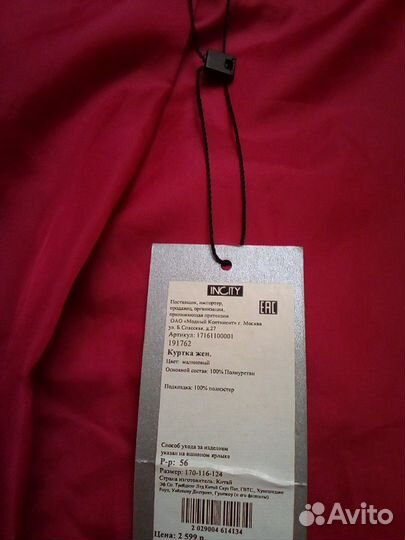 INCITY
Поставщик, импортер,
продавец, организация,
принимающая претензии
ОАО «Модный Континент» г. Москва
ул. Б.Спасская, д.27
EAC
Артикул: 17161100001
191762
Куртка жен.
Цвет: малиновый
Основной состав: 100% Полиуретан
Подкладка: 100% полиэстер
Способ ухода за изделием
указан на вшивном ярлыке
Р-р: 56
Размер: 170-116-124
Страна изготовитель: Китай
2 029004 614134
Цена: 2 599 р.
Avito